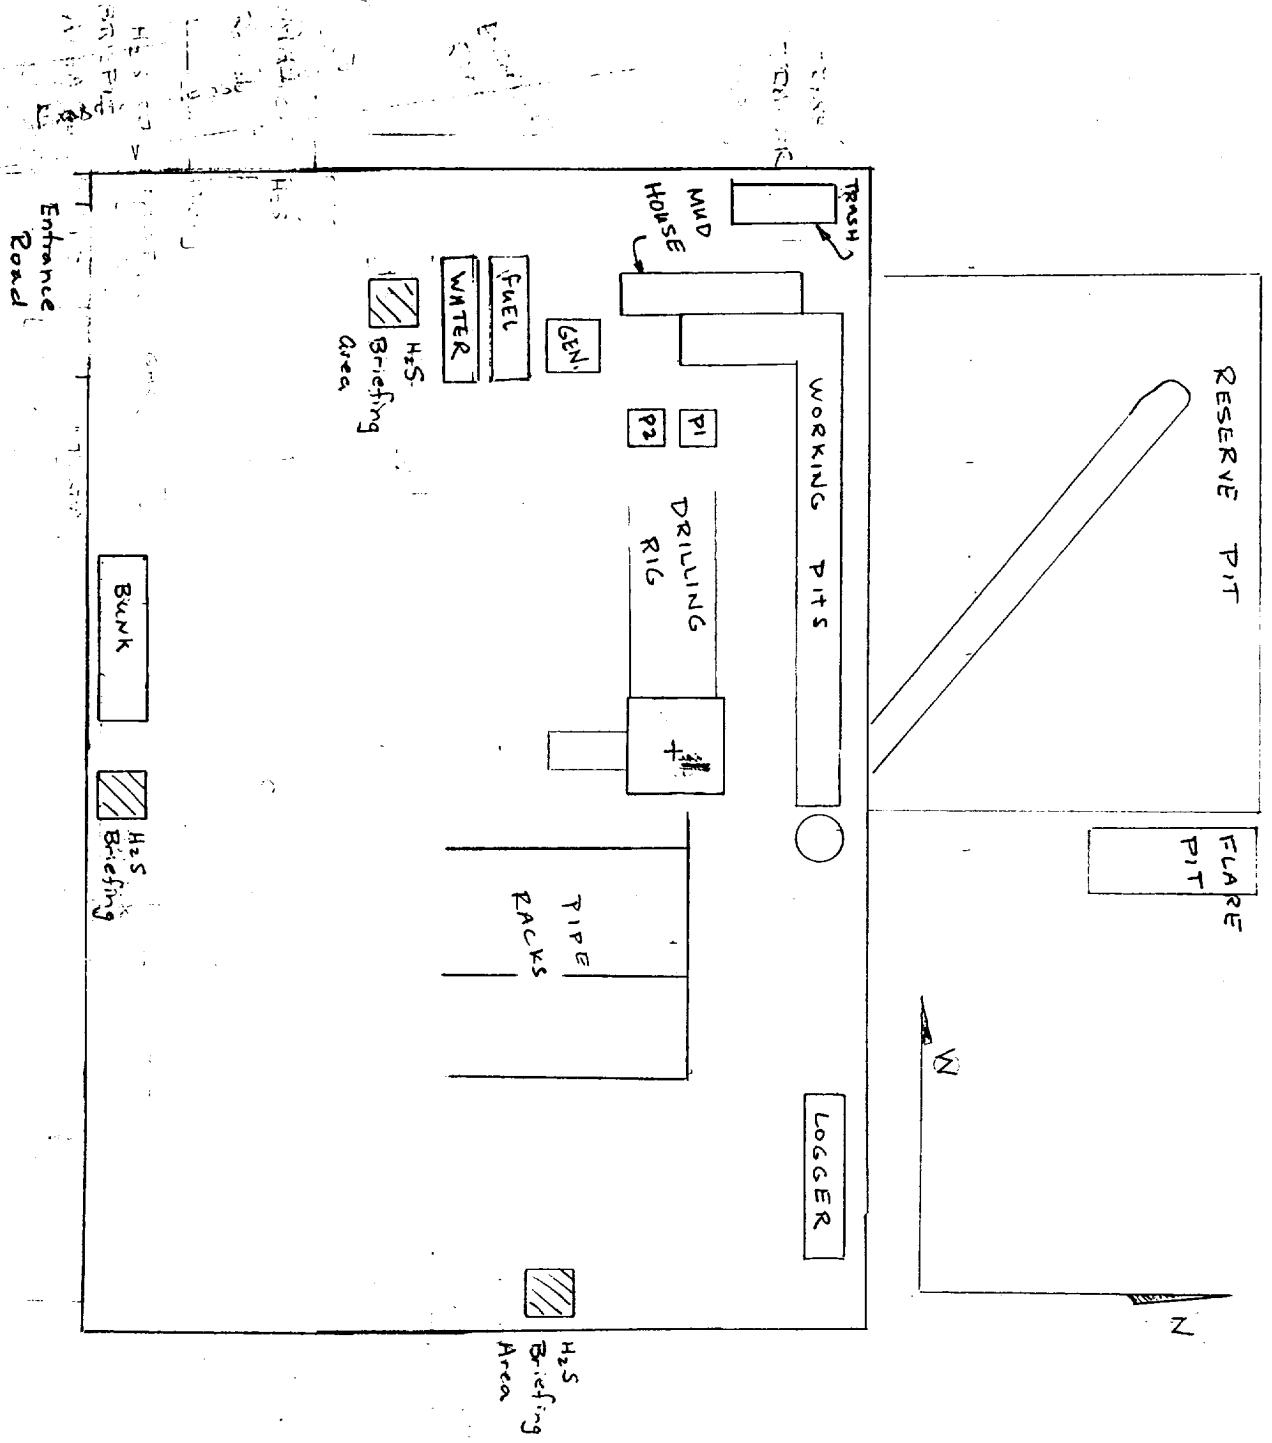 RESERVE PIT
FLARE
PIT
N
W
TRASH
MUD
HOUSE
WORKING PITS
LOGGER
P1
P2
DRILLING
RIG
GEN.
FUEL
WATER
H2S
Briefing
Area
PIPE
RACKS
H2S
Briefing
Area
BUNK
H2S
Briefing
Entrance
Road